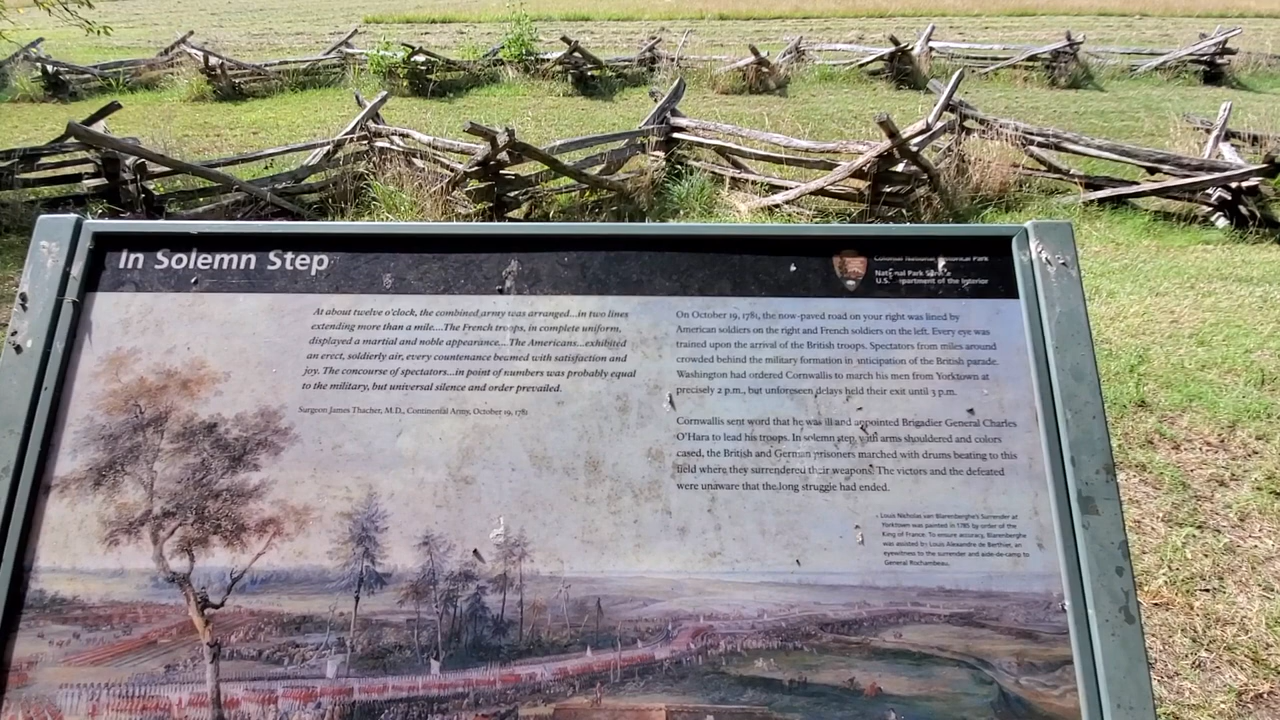 In Solemn Step
Colonial National Historical Park
National Park Service
U.S. Department of the Interior
At about twelve o'clock, the combined army was arranged...in two lines
extending more than a mile....The French troops, in complete uniform,
displayed a martial and noble appearance....The Americans...exhibited
an erect, soldierly air, every countenance beamed with satisfaction and
joy. The concourse of spectators...in point of numbers was probably equal
to the military, but universal silence and order prevailed.
Surgeon James Thacher, M.D., Continental Army, October 19, 1781
On October 19, 1781, the now-paved road on your right was lined by
American soldiers on the right and French soldiers on the left. Every eye was
trained upon the arrival of the British troops. Spectators from miles around
crowded behind the military formation in anticipation of the British parade.
Washington had ordered Cornwallis to march his men from Yorktown at
precisely 2 p.m., but unforeseen delays held their exit until 3 p.m.
Cornwallis sent word that he was ill and appointed Brigadier General Charles
O'Hara to lead his troops. In solemn step, with arms shouldered and colors
cased, the British and German prisoners marched with drums beating to this
field where they surrendered their weapons. The victors and the defeated
were unaware that the long struggle had ended.
Louis Nicholas van Blarenberghe's Surrender at
Yorktown was painted in 1785 by order of the
King of France. To ensure accuracy, Blarenberghe
was assisted by Louis Alexandre de Berthier, an
eyewitness to the surrender and aide-de-camp to
General Rochambeau.